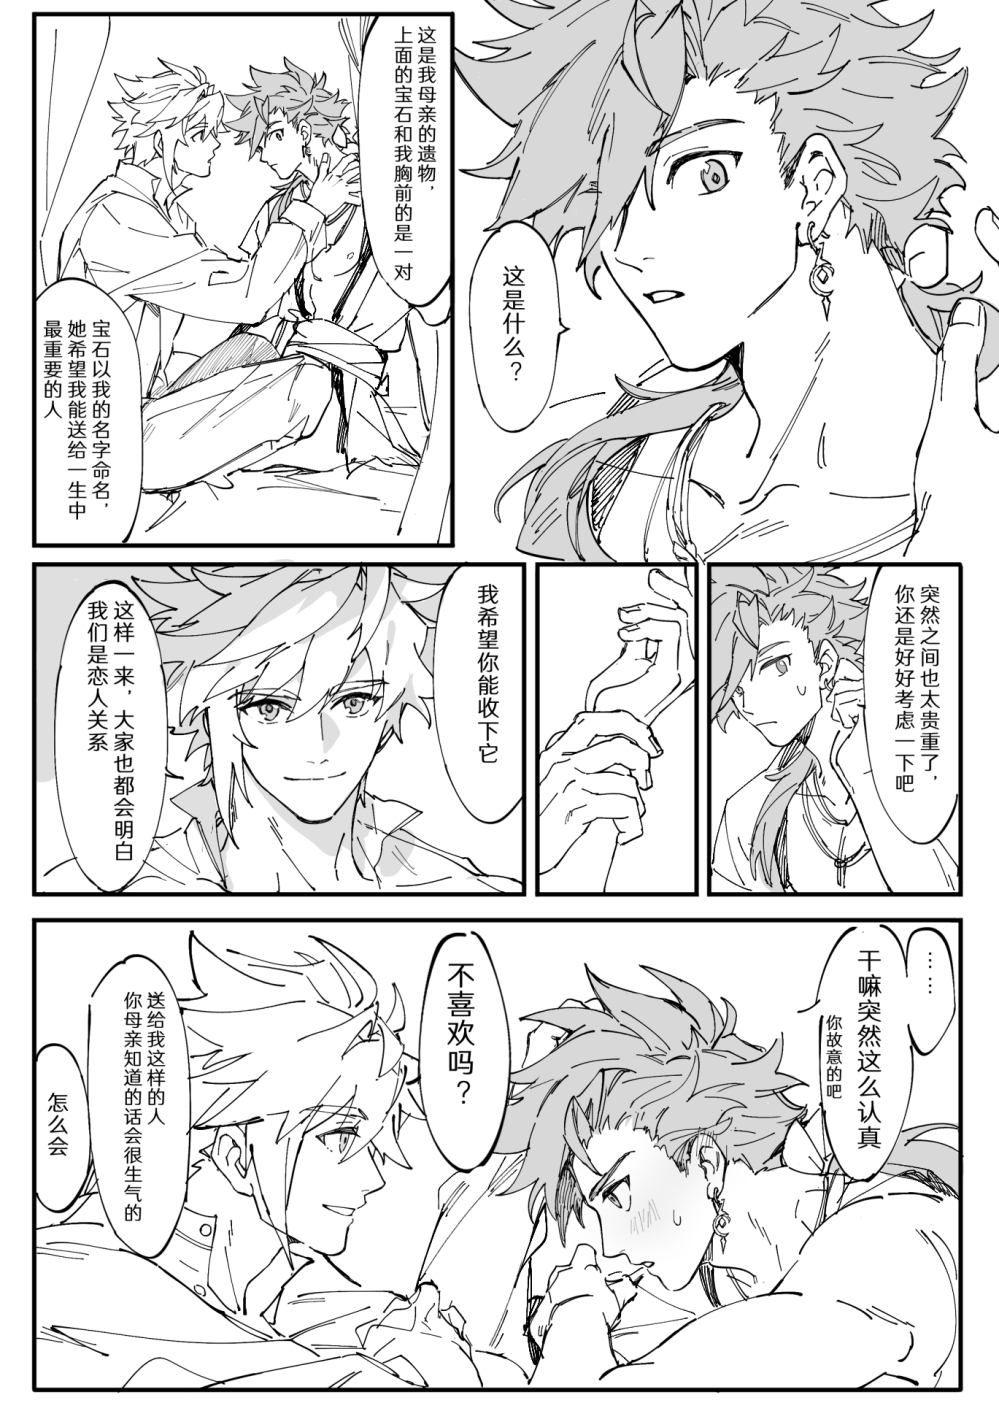 这是什么？
这是我母亲的遗物，
上面的宝石和我胸前的是一对
宝石以我的名字命名，
她希望我能送给一生中
最重要的人
突然之间也太贵重了，
你还是好好考虑一下吧
我希望你能收下它
这样一来，大家也都会明白
我们是恋人关系
……
干嘛突然这么认真
你故意的吧
不喜欢吗？
送给我这样的人
你母亲知道的话会很生气的
怎么会